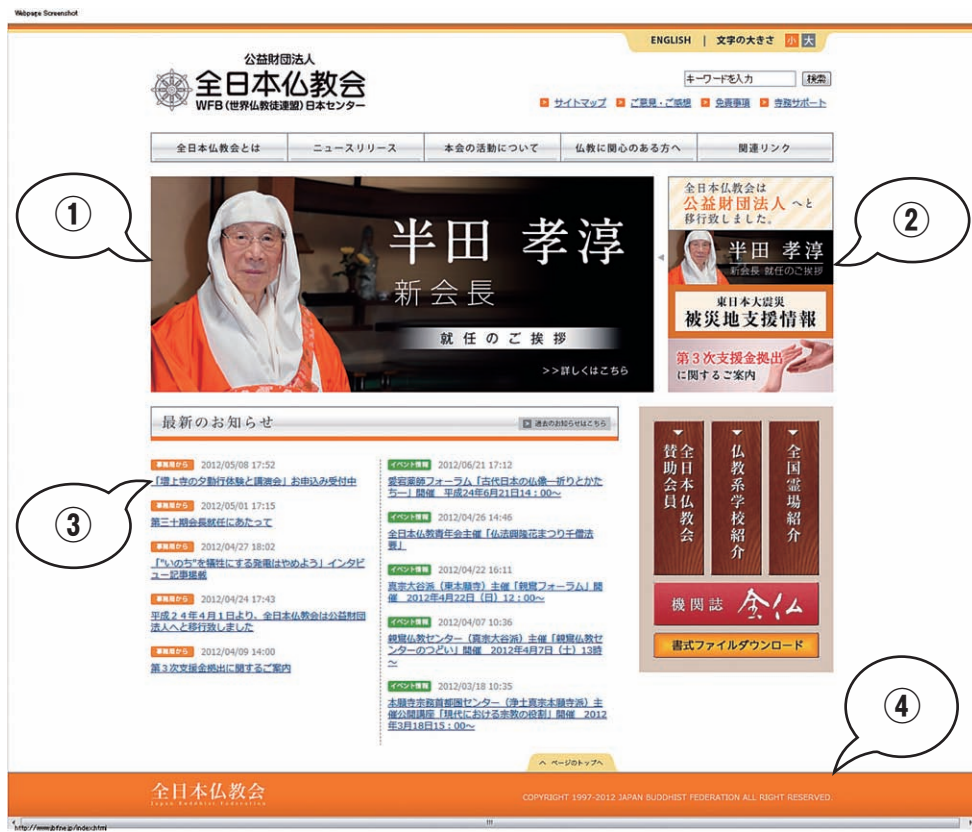 Webpage Screenshot
ENGLISH | 文字の大きさ 小 大
公益財団法人
全日本仏教会
WFB(世界仏教徒連盟)日本センター
キーワードを入力 検索
サイトマップ ご意見・ご感想 免責事項 寺務サポート
全日本仏教会とは ニュースリリース 本会の活動について 仏教に関心のある方へ 関連リンク
①
半田 孝淳
新会長
就任のご挨拶
>>詳しくはこちら
全日本仏教会は
公益財団法人へと
移行致しました。
②
半田 孝淳
新会長 就任のご挨拶
東日本大震災
被災地支援情報
第3次支援金拠出
に関するご案内
最新のお知らせ
過去のお知らせはこちら
③
事務局から 2012/05/08 17:52
「増上寺の夕勤行体験と講演会」お申込み受付中
事務局から 2012/05/01 17:15
第三十期会長就任にあたって
事務局から 2012/04/27 18:02
「"いのち"を犠牲にする発電はやめよう」インタビ
ュー記事掲載
事務局から 2012/04/24 17:43
平成24年4月1日より、全日本仏教会は公益財団
法人へと移行致しました
事務局から 2012/04/09 14:00
第3次支援金拠出に関するご案内
イベント情報 2012/06/21 17:12
愛宕薬師フォーラム「古代日本の仏像―祈りとかた
ち―」開催 平成24年6月21日14:00～
イベント情報 2012/04/26 14:46
全日本仏教青年会主催「仏法興隆花まつり千僧法
要」
イベント情報 2012/04/22 16:11
真宗大谷派(東本願寺)主催「親鸞フォーラム」開
催 2012年4月22日(日)12:00～
イベント情報 2012/04/07 10:36
親鸞仏教センター(真宗大谷派)主催「親鸞仏教セ
ンターのつどい」開催 2012年4月7日(土)13時
～
イベント情報 2012/03/18 10:35
本願寺宗務首都圏センター(浄土真宗本願寺派)主
催公開講座「現代における宗教の役割」開催 2012
年3月18日15:00～
全国霊場紹介
仏教系学校紹介
全日本仏教会
賛助会員
機関誌 全仏
書式ファイルダウンロード
④
ページのトップへ
全日本仏教会
Japan Buddhist Federation
COPYRIGHT 1997-2012 JAPAN BUDDHIST FEDERATION ALL RIGHT RESERVED.
http://www.jbf.ne.jp/index.html